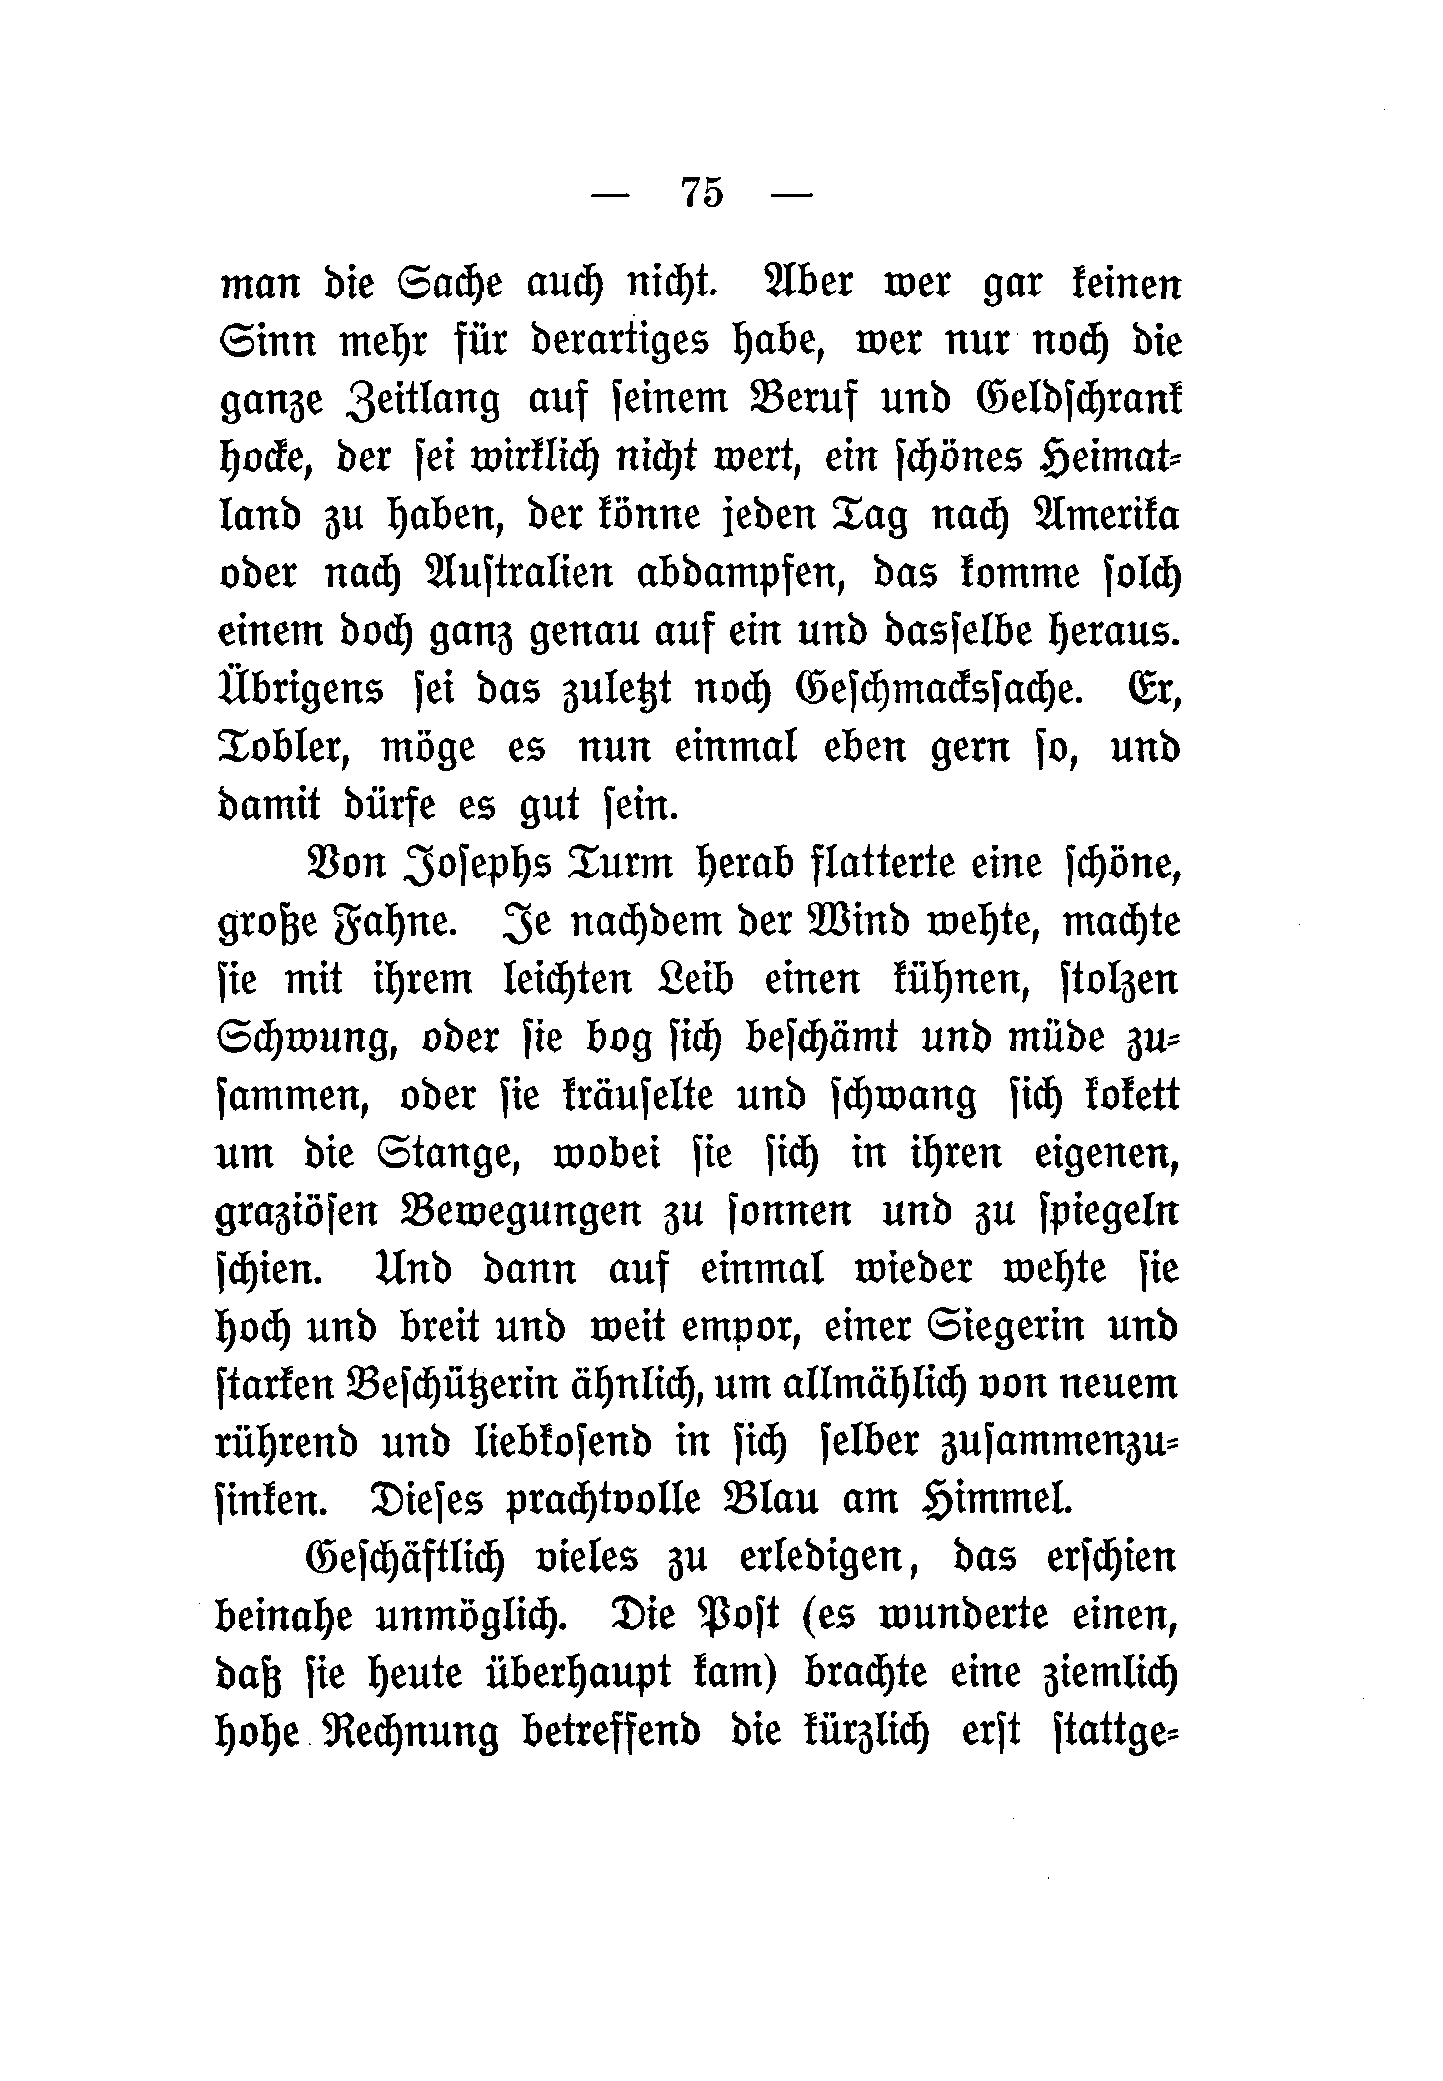 — 75 —
man die Sache auch nicht. Aber wer gar keinen
Sinn mehr für derartiges habe, wer nur noch die
ganze Zeitlang auf ſeinem Beruf und Geldſchrank
hocke, der ſei wirklich nicht wert, ein ſchönes Heimat⸗
land zu haben, der könne jeden Tag nach Amerika
oder nach Auſtralien abdampfen, das komme ſolch
einem doch ganz genau auf ein und dasſelbe heraus.
Übrigens ſei das zuletzt noch Geſchmacksſache. Er,
Tobler, möge es nun einmal eben gern ſo, und
damit dürfe es gut ſein.
Von Joſephs Turm herab flatterte eine ſchöne,
große Fahne. Je nachdem der Wind wehte, machte
ſie mit ihrem leichten Leib einen kühnen, ſtolzen
Schwung, oder ſie bog ſich beſchämt und müde zu⸗
ſammen, oder ſie kräuſelte und ſchwang ſich kokett
um die Stange, wobei ſie ſich in ihren eigenen,
graziöſen Bewegungen zu ſonnen und zu ſpiegeln
ſchien. Und dann auf einmal wieder wehte ſie
hoch und breit und weit empor, einer Siegerin und
ſtarken Beſchützerin ähnlich, um allmählich von neuem
rührend und liebkoſend in ſich ſelber zuſammenzu⸗
ſinken. Dieſes prachtvolle Blau am Himmel.
Geſchäftlich vieles zu erledigen, das erſchien
beinahe unmöglich. Die Poſt (es wunderte einen,
daß ſie heute überhaupt kam) brachte eine ziemlich
hohe Rechnung betreffend die kürzlich erſt ſtattge⸗